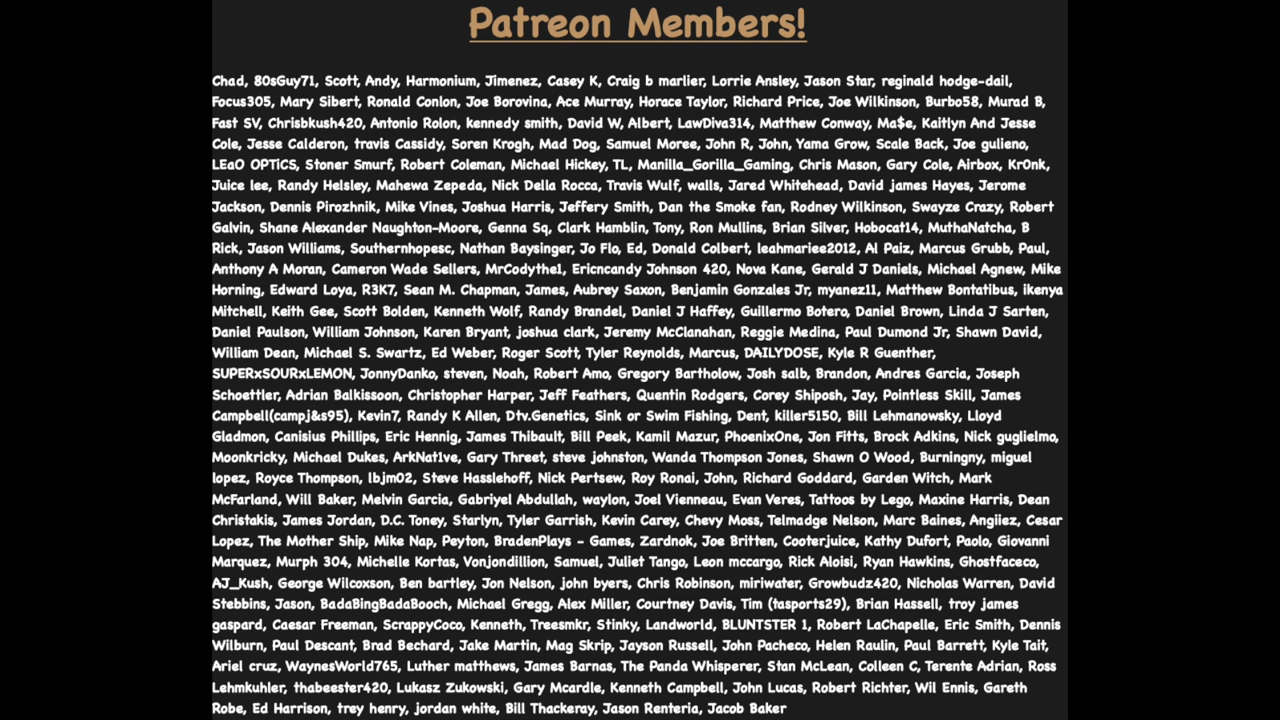 Patreon Members!
Chad, 80sGuy71, Scott, Andy, Harmonium, Jimenez, Casey K, Craig b marlier, Lorrie Ansley, Jason Star, reginald hodge-dail,
Focus305, Mary Sibert, Ronald Conlon, Joe Borovina, Ace Murray, Horace Taylor, Richard Price, Joe Wilkinson, Burbo58, Murad B,
Fast SV, Chrisbkush420, Antonio Rolon, kennedy smith, David W, Albert, LawDiva314, Matthew Conway, Ma$e, Kaitlyn And Jesse
Cole, Jesse Calderon, travis Cassidy, Soren Krogh, Mad Dog, Samuel Moree, John R, John, Yama Grow, Scale Back, Joe gulieno,
LEaO OPTiCS, Stoner Smurf, Robert Coleman, Michael Hickey, TL, Manilla_Gorilla_Gaming, Chris Mason, Gary Cole, Airbox, Kr0nk,
Juice lee, Randy Helsley, Mahewa Zepeda, Nick Della Rocca, Travis Wulf, walls, Jared Whitehead, David james Hayes, Jerome
Jackson, Dennis Pirozhnik, Mike Vines, Joshua Harris, Jeffery Smith, Dan the Smoke fan, Rodney Wilkinson, Swayze Crazy, Robert
Galvin, Shane Alexander Naughton-Moore, Genna Sq, Clark Hamblin, Tony, Ron Mullins, Brian Silver, Hobocat14, MuthaNatcha, B
Rick, Jason Williams, Southernhopesc, Nathan Baysinger, Jo Flo, Ed, Donald Colbert, leahmariee2012, Al Paiz, Marcus Grubb, Paul,
Anthony A Moran, Cameron Wade Sellers, MrCodythe1, Ericncandy Johnson 420, Nova Kane, Gerald J Daniels, Michael Agnew, Mike
Horning, Edward Loya, R3K7, Sean M. Chapman, James, Aubrey Saxon, Benjamin Gonzales Jr, myanez11, Matthew Bontatibus, ikenya
Mitchell, Keith Gee, Scott Bolden, Kenneth Wolf, Randy Brandel, Daniel J Haffey, Guillermo Botero, Daniel Brown, Linda J Sarten,
Daniel Paulson, William Johnson, Karen Bryant, joshua clark, Jeremy McClanahan, Reggie Medina, Paul Dumond Jr, Shawn David,
William Dean, Michael S. Swartz, Ed Weber, Roger Scott, Tyler Reynolds, Marcus, DAILYDOSE, Kyle R Guenther,
SUPERxSOURxLEMON, JonnyDanko, steven, Noah, Robert Amo, Gregory Bartholow, Josh salb, Brandon, Andres Garcia, Joseph
Schoettler, Adrian Balkissoon, Christopher Harper, Jeff Feathers, Quentin Rodgers, Corey Shiposh, Jay, Pointless Skill, James
Campbell(campj&s95), Kevin7, Randy K Allen, Dtv.Genetics, Sink or Swim Fishing, Dent, killer5150, Bill Lehmanowsky, Lloyd
Gladmon, Canisius Phillips, Eric Hennig, James Thibault, Bill Peek, Kamil Mazur, PhoenixOne, Jon Fitts, Brock Adkins, Nick guglielmo,
Moonkricky, Michael Dukes, ArkNat1ve, Gary Threet, steve johnston, Wanda Thompson Jones, Shawn O Wood, Burningny, miguel
lopez, Royce Thompson, lbjm02, Steve Hasslehoff, Nick Pertsew, Roy Ronai, John, Richard Goddard, Garden Witch, Mark
McFarland, Will Baker, Melvin Garcia, Gabriyel Abdullah, waylon, Joel Vienneau, Evan Veres, Tattoos by Lego, Maxine Harris, Dean
Christakis, James Jordan, D.C. Toney, Starlyn, Tyler Garrish, Kevin Carey, Chevy Moss, Telmadge Nelson, Marc Baines, Angiiez, Cesar
Lopez, The Mother Ship, Mike Nap, Peyton, BradenPlays - Games, Zardnok, Joe Britten, Cooterjuice, Kathy Dufort, Paolo, Giovanni
Marquez, Murph 304, Michelle Kortas, Vonjondillion, Samuel, Juliet Tango, Leon mccargo, Rick Aloisi, Ryan Hawkins, Ghostfaceco,
AJ_Kush, George Wilcoxson, Ben bartley, Jon Nelson, john byers, Chris Robinson, miriwater, Growbudz420, Nicholas Warren, David
Stebbins, Jason, BadaBingBadaBooch, Michael Gregg, Alex Miller, Courtney Davis, Tim (tasports29), Brian Hassell, troy james
gaspard, Caesar Freeman, ScrappyCoco, Kenneth, Treesmkr, Stinky, Landworld, BLUNTSTER 1, Robert LaChapelle, Eric Smith, Dennis
Wilburn, Paul Descant, Brad Bechard, Jake Martin, Mag Skrip, Jayson Russell, John Pacheco, Helen Raulin, Paul Barrett, Kyle Tait,
Ariel cruz, WaynesWorld765, Luther matthews, James Barnas, The Panda Whisperer, Stan McLean, Colleen C, Terente Adrian, Ross
Lehmkuhler, thabeester420, Lukasz Zukowski, Gary Mcardle, Kenneth Campbell, John Lucas, Robert Richter, Wil Ennis, Gareth
Robe, Ed Harrison, trey henry, jordan white, Bill Thackeray, Jason Renteria, Jacob Baker